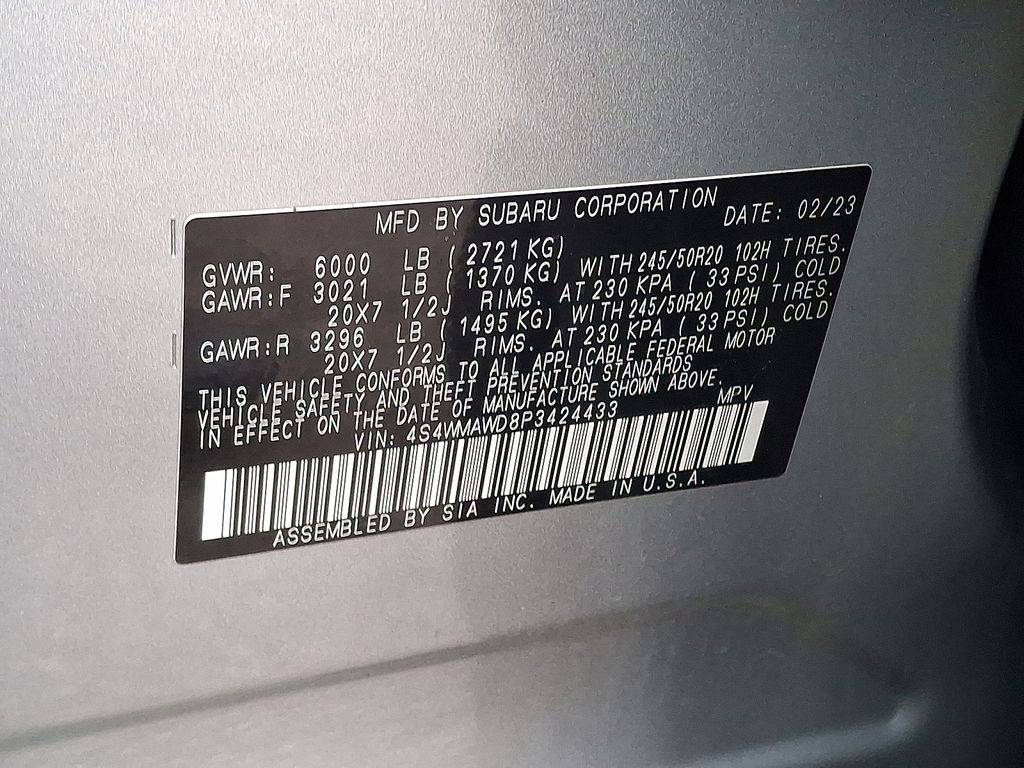 MFD BY SUBARU CORPORATION DATE: 02/23
GVWR: 6000 LB ( 2721 KG)
GAWR:F 3021 LB ( 1370 KG) WITH 245/50R20 102H TIRES.
20X7 1/2J RIMS. AT 230 KPA ( 33 PSI) COLD
GAWR:R 3296 LB ( 1495 KG) WITH 245/50R20 102H TIRES.
20X7 1/2J RIMS. AT 230 KPA ( 33 PSI) COLD
THIS VEHICLE CONFORMS TO ALL APPLICABLE FEDERAL MOTOR
VEHICLE SAFETY AND THEFT PREVENTION STANDARDS
IN EFFECT ON THE DATE OF MANUFACTURE SHOWN ABOVE.
VIN: 4S4WMAWD8P3424433 MPV
ASSEMBLED BY SIA INC. MADE IN U.S.A.